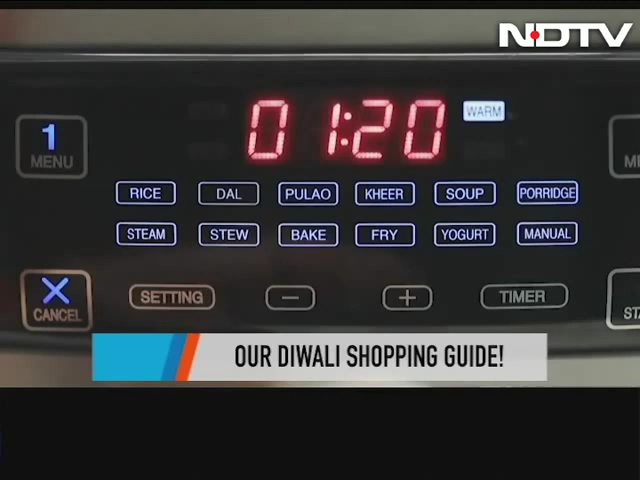 NDTV
01:20 WARM
1
MENU
RICE DAL PULAO KHEER SOUP PORRIDGE
STEAM STEW BAKE FRY YOGURT MANUAL
CANCEL SETTING - + TIMER
OUR DIWALI SHOPPING GUIDE!